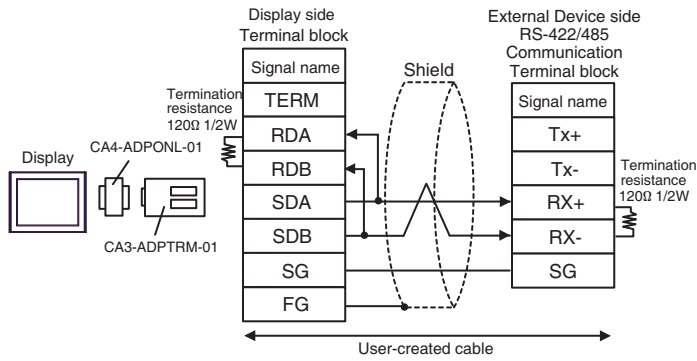 Display side
Terminal block
External Device side
RS-422/485
Communication
Terminal block
Signal name
Shield
Signal name
Termination
resistance
120Ω 1/2W
TERM
RDA
Tx+
Display
CA4-ADPONL-01
RDB
Tx-
Termination
resistance
120Ω 1/2W
SDA
RX+
CA3-ADPTRM-01
SDB
RX-
SG
SG
FG
User-created cable